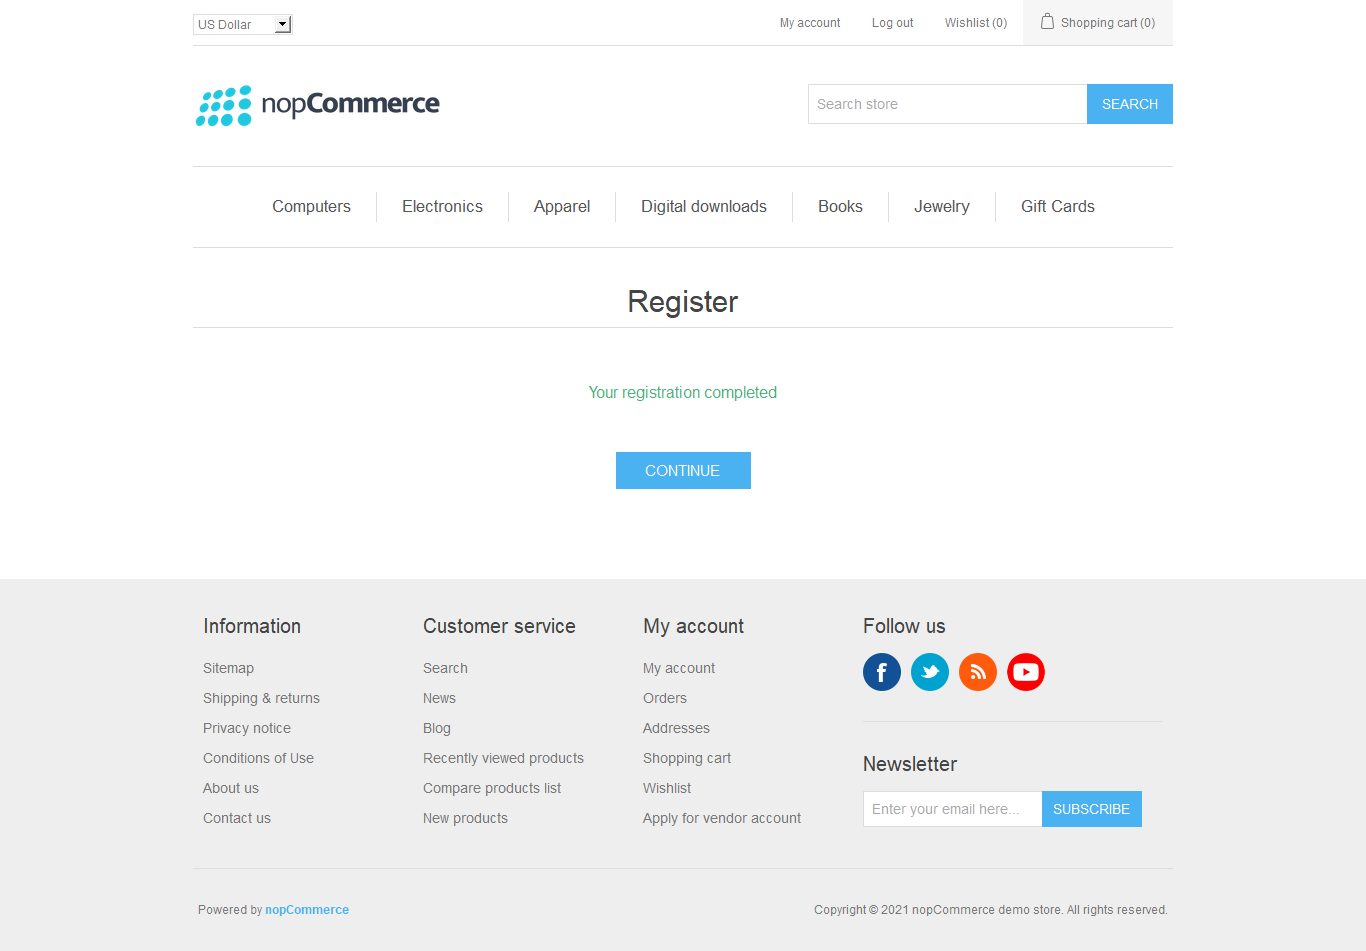 US Dollar
My account
Log out
Wishlist (0)
Shopping cart (0)
nopCommerce
Search store
SEARCH
Computers
Electronics
Apparel
Digital downloads
Books
Jewelry
Gift Cards
Register
Your registration completed
CONTINUE
Information
Sitemap
Shipping & returns
Privacy notice
Conditions of Use
About us
Contact us
Customer service
Search
News
Blog
Recently viewed products
Compare products list
New products
My account
My account
Orders
Addresses
Shopping cart
Wishlist
Apply for vendor account
Follow us
Newsletter
Enter your email here...
SUBSCRIBE
Powered by nopCommerce
Copyright © 2021 nopCommerce demo store. All rights reserved.